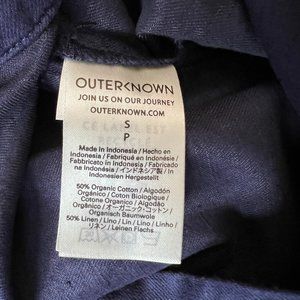 OUTERKNOWN
JOIN US ON OUR JOURNEY
OUTERKNOWN.COM
S
P
Made in Indonesia / Hecho en
Indonesia / Fabriqué en Indonésie /
Fabbricato in Indonesia / Fabricado
na Indonésia / インドネシア製 / In
Indonesien Hergestellt
50% Organic Cotton / Algodón
Orgánico / Coton Biologique /
Cotone Organico / Algodão
Orgânico / オーガニック・コットン /
Organisch Baumwolle
50% Linen / Lino / Lin / Lino / Linho /
リネン / Leinen Flachs